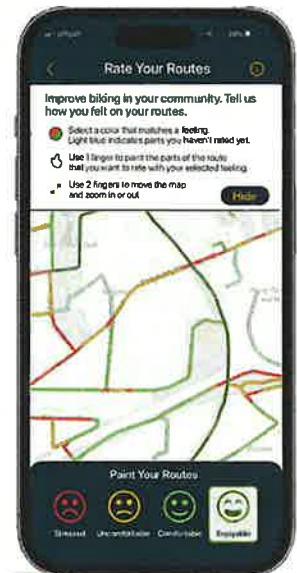 Rate Your Routes
Improve biking in your community. Tell us
how you felt on your routes.
Select a color that matches a feeling.
Light blue indicates parts you haven't rated yet.
Use 1 finger to paint the parts of the route
that you want to rate with your selected feeling.
Use 2 fingers to move the map
and zoom in or out
Hide
Paint Your Routes
Stressed Uncomfortable Comfortable Enjoyable